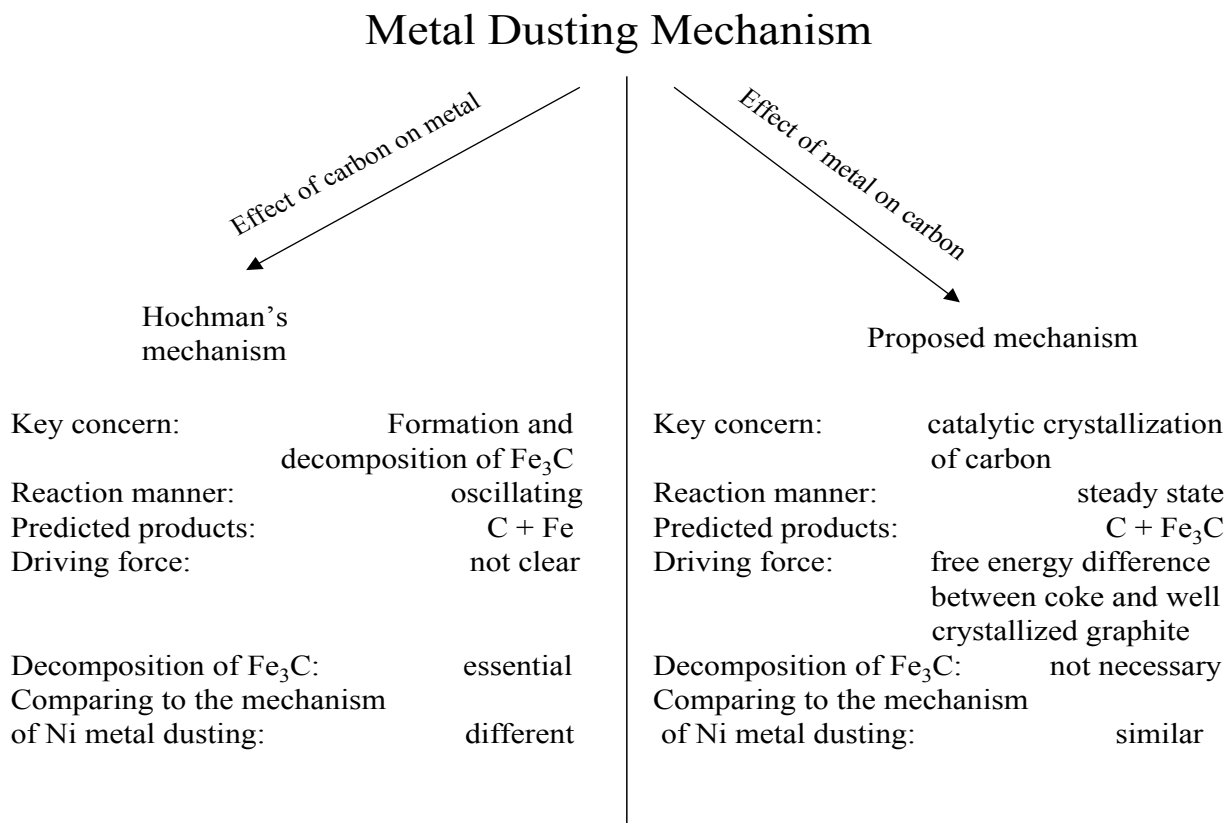 Metal Dusting Mechanism
Effect of carbon on metal
Hochman’s
mechanism
Key concern: Formation and
decomposition of Fe₃C
Reaction manner: oscillating
Predicted products: C + Fe
Driving force: not clear
Decomposition of Fe₃C: essential
Comparing to the mechanism
of Ni metal dusting: different
Effect of metal on carbon
Proposed mechanism
Key concern: catalytic crystallization
of carbon
Reaction manner: steady state
Predicted products: C + Fe₃C
Driving force: free energy difference
between coke and well
crystallized graphite
Decomposition of Fe₃C: not necessary
Comparing to the mechanism
of Ni metal dusting: similar